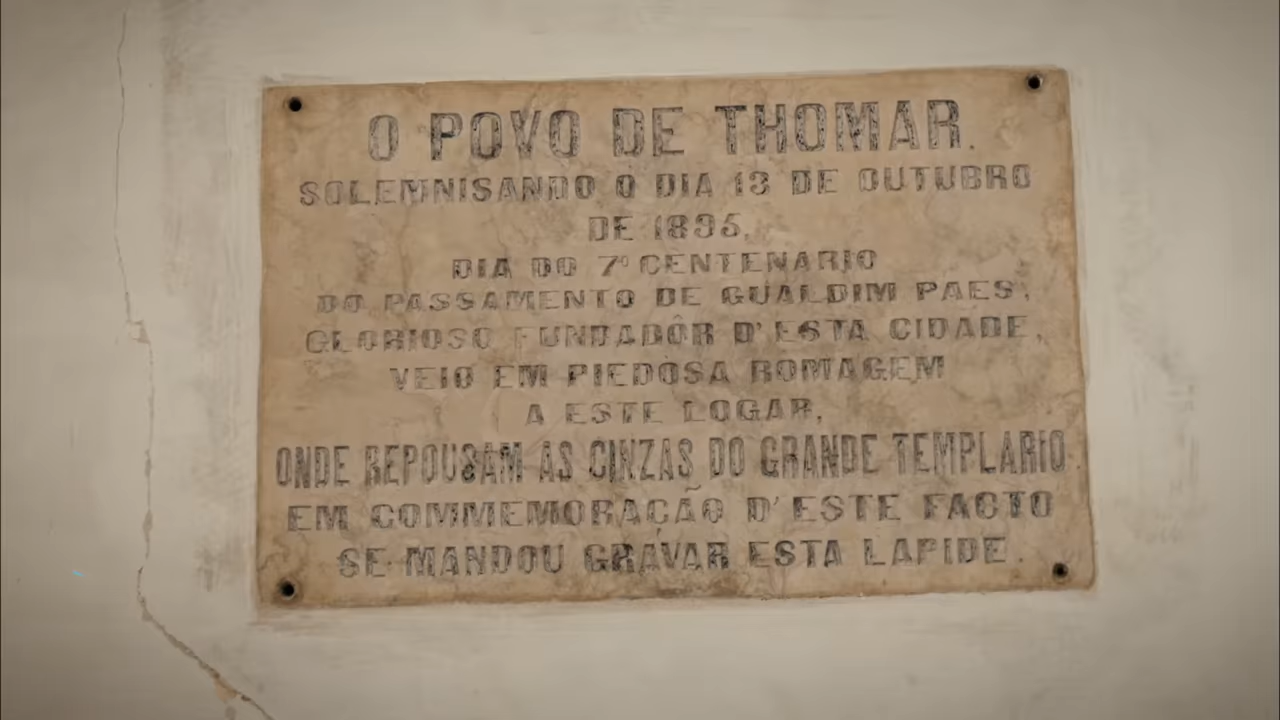 O POVO DE THOMAR.
SOLEMNISANDO O DIA 13 DE OUTUBRO
DE 1895,
DIA DO 7º CENTENARIO
DO PASSAMENTO DE GUALDIM PAES,
GLORIOSO FUNDADÔR D'ESTA CIDADE,
VEIO EM PIEDOSA ROMAGEM
A ESTE LOGAR,
ONDE REPOUSAM AS CINZAS DO GRANDE TEMPLARIO.
EM COMMEMORAÇÃO D'ESTE FACTO
SE MANDOU GRAVAR ESTA LAPIDE.